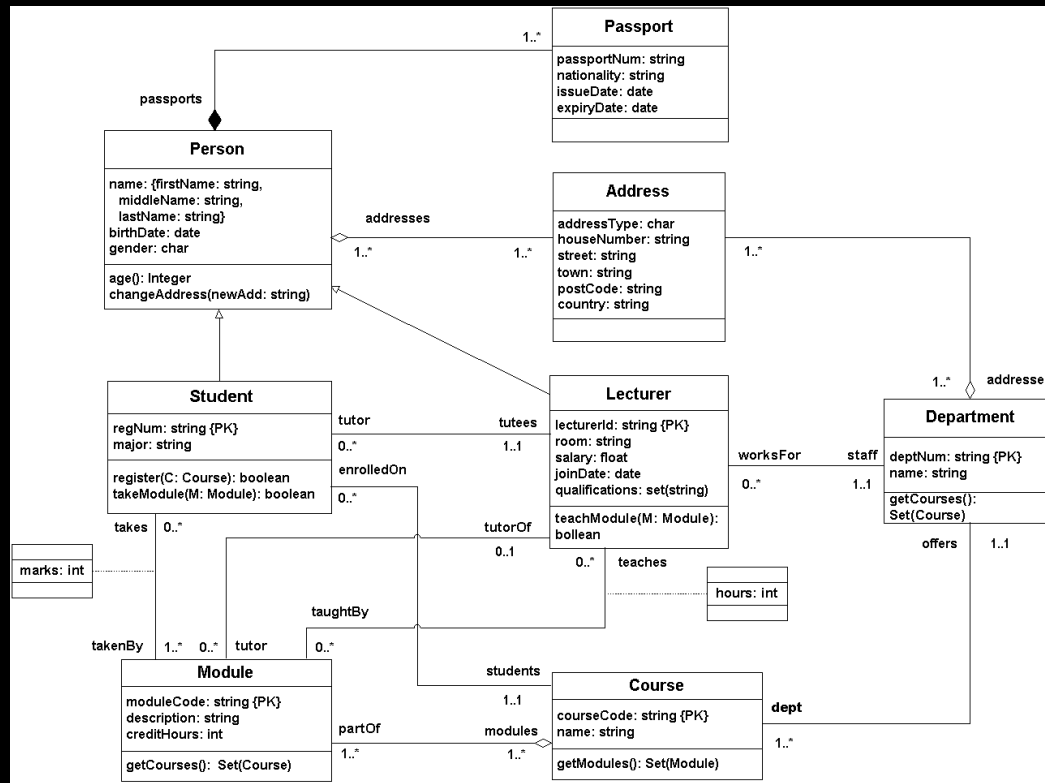 Passport
1..*
passportNum: string
nationality: string
issueDate: date
expiryDate: date
passports
Person
name: {firstName: string,
middleName: string,
lastName: string}
birthDate: date
gender: char
age(): Integer
changeAddress(newAdd: string)
addresses
1..*
1..*
Address
addressType: char
houseNumber: string
street: string
town: string
postCode: string
country: string
1..*
1..*
addresse
Student
regNum: string {PK}
major: string
register(C: Course): boolean
takeModule(M: Module): boolean
tutor
tutees
0..*
1..1
enrolledOn
0..*
Lecturer
lecturerId: string {PK}
room: string
salary: float
joinDate: date
qualifications: set(string)
teachModule(M: Module):
bollean
worksFor
staff
0..*
1..1
Department
deptNum: string {PK}
name: string
getCourses():
Set(Course)
takes
0..*
tutorOf
0..1
0..*
teaches
offers
1..1
marks: int
hours: int
taughtBy
takenBy
1..*
0..*
tutor
0..*
Module
moduleCode: string {PK}
description: string
creditHours: int
getCourses(): Set(Course)
students
1..1
partOf
modules
1..*
1..*
Course
courseCode: string {PK}
name: string
getModules(): Set(Module)
dept
1..*